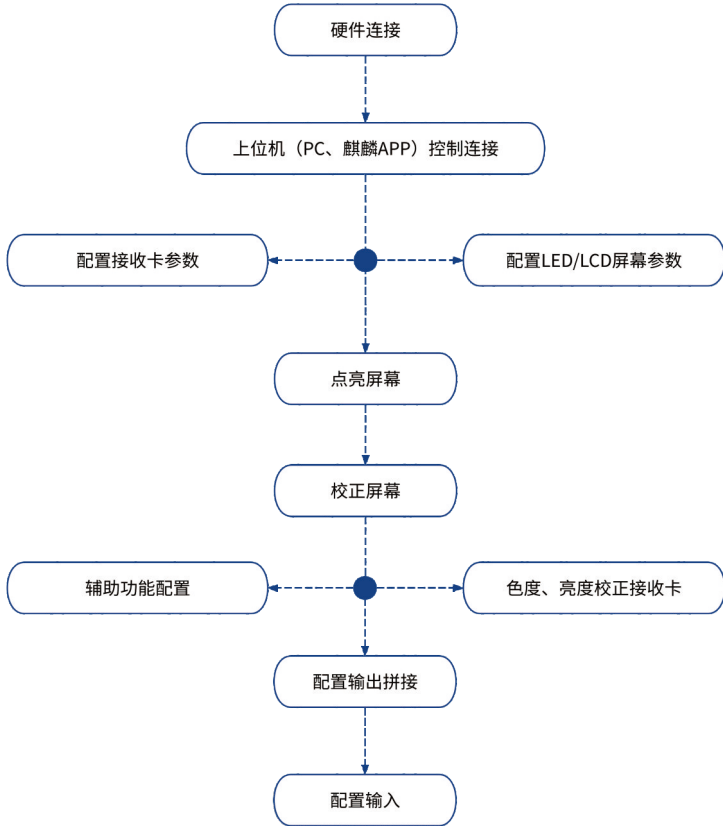 硬件连接
上位机（PC、麒麟APP）控制连接
配置接收卡参数
配置LED/LCD屏幕参数
点亮屏幕
校正屏幕
辅助功能配置
色度、亮度校正接收卡
配置输出拼接
配置输入